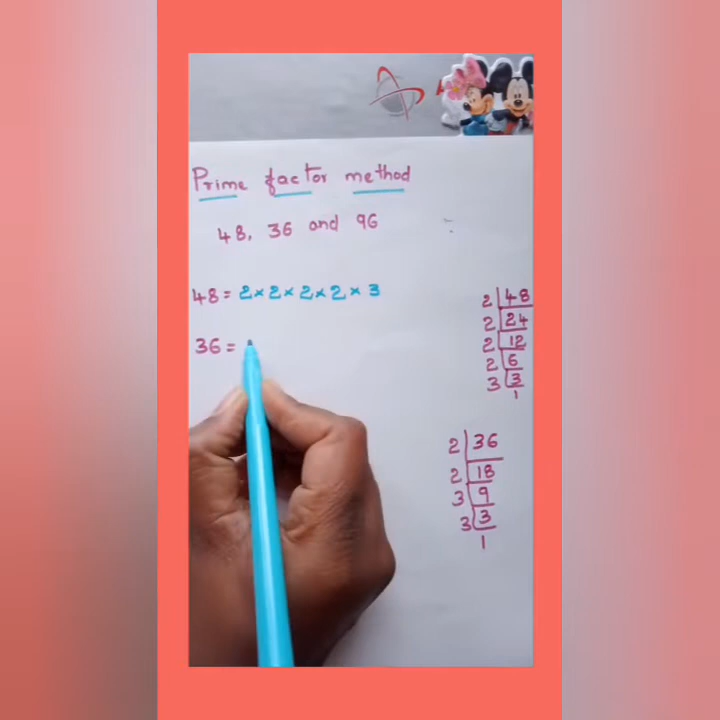 Prime factor method
48, 36 and 96
48 = 2 × 2 × 2 × 2 × 3
36 =
2 | 48
2 | 24
2 | 12
2 | 6
3 | 3
1
2 | 36
2 | 18
3 | 9
3 | 3
1